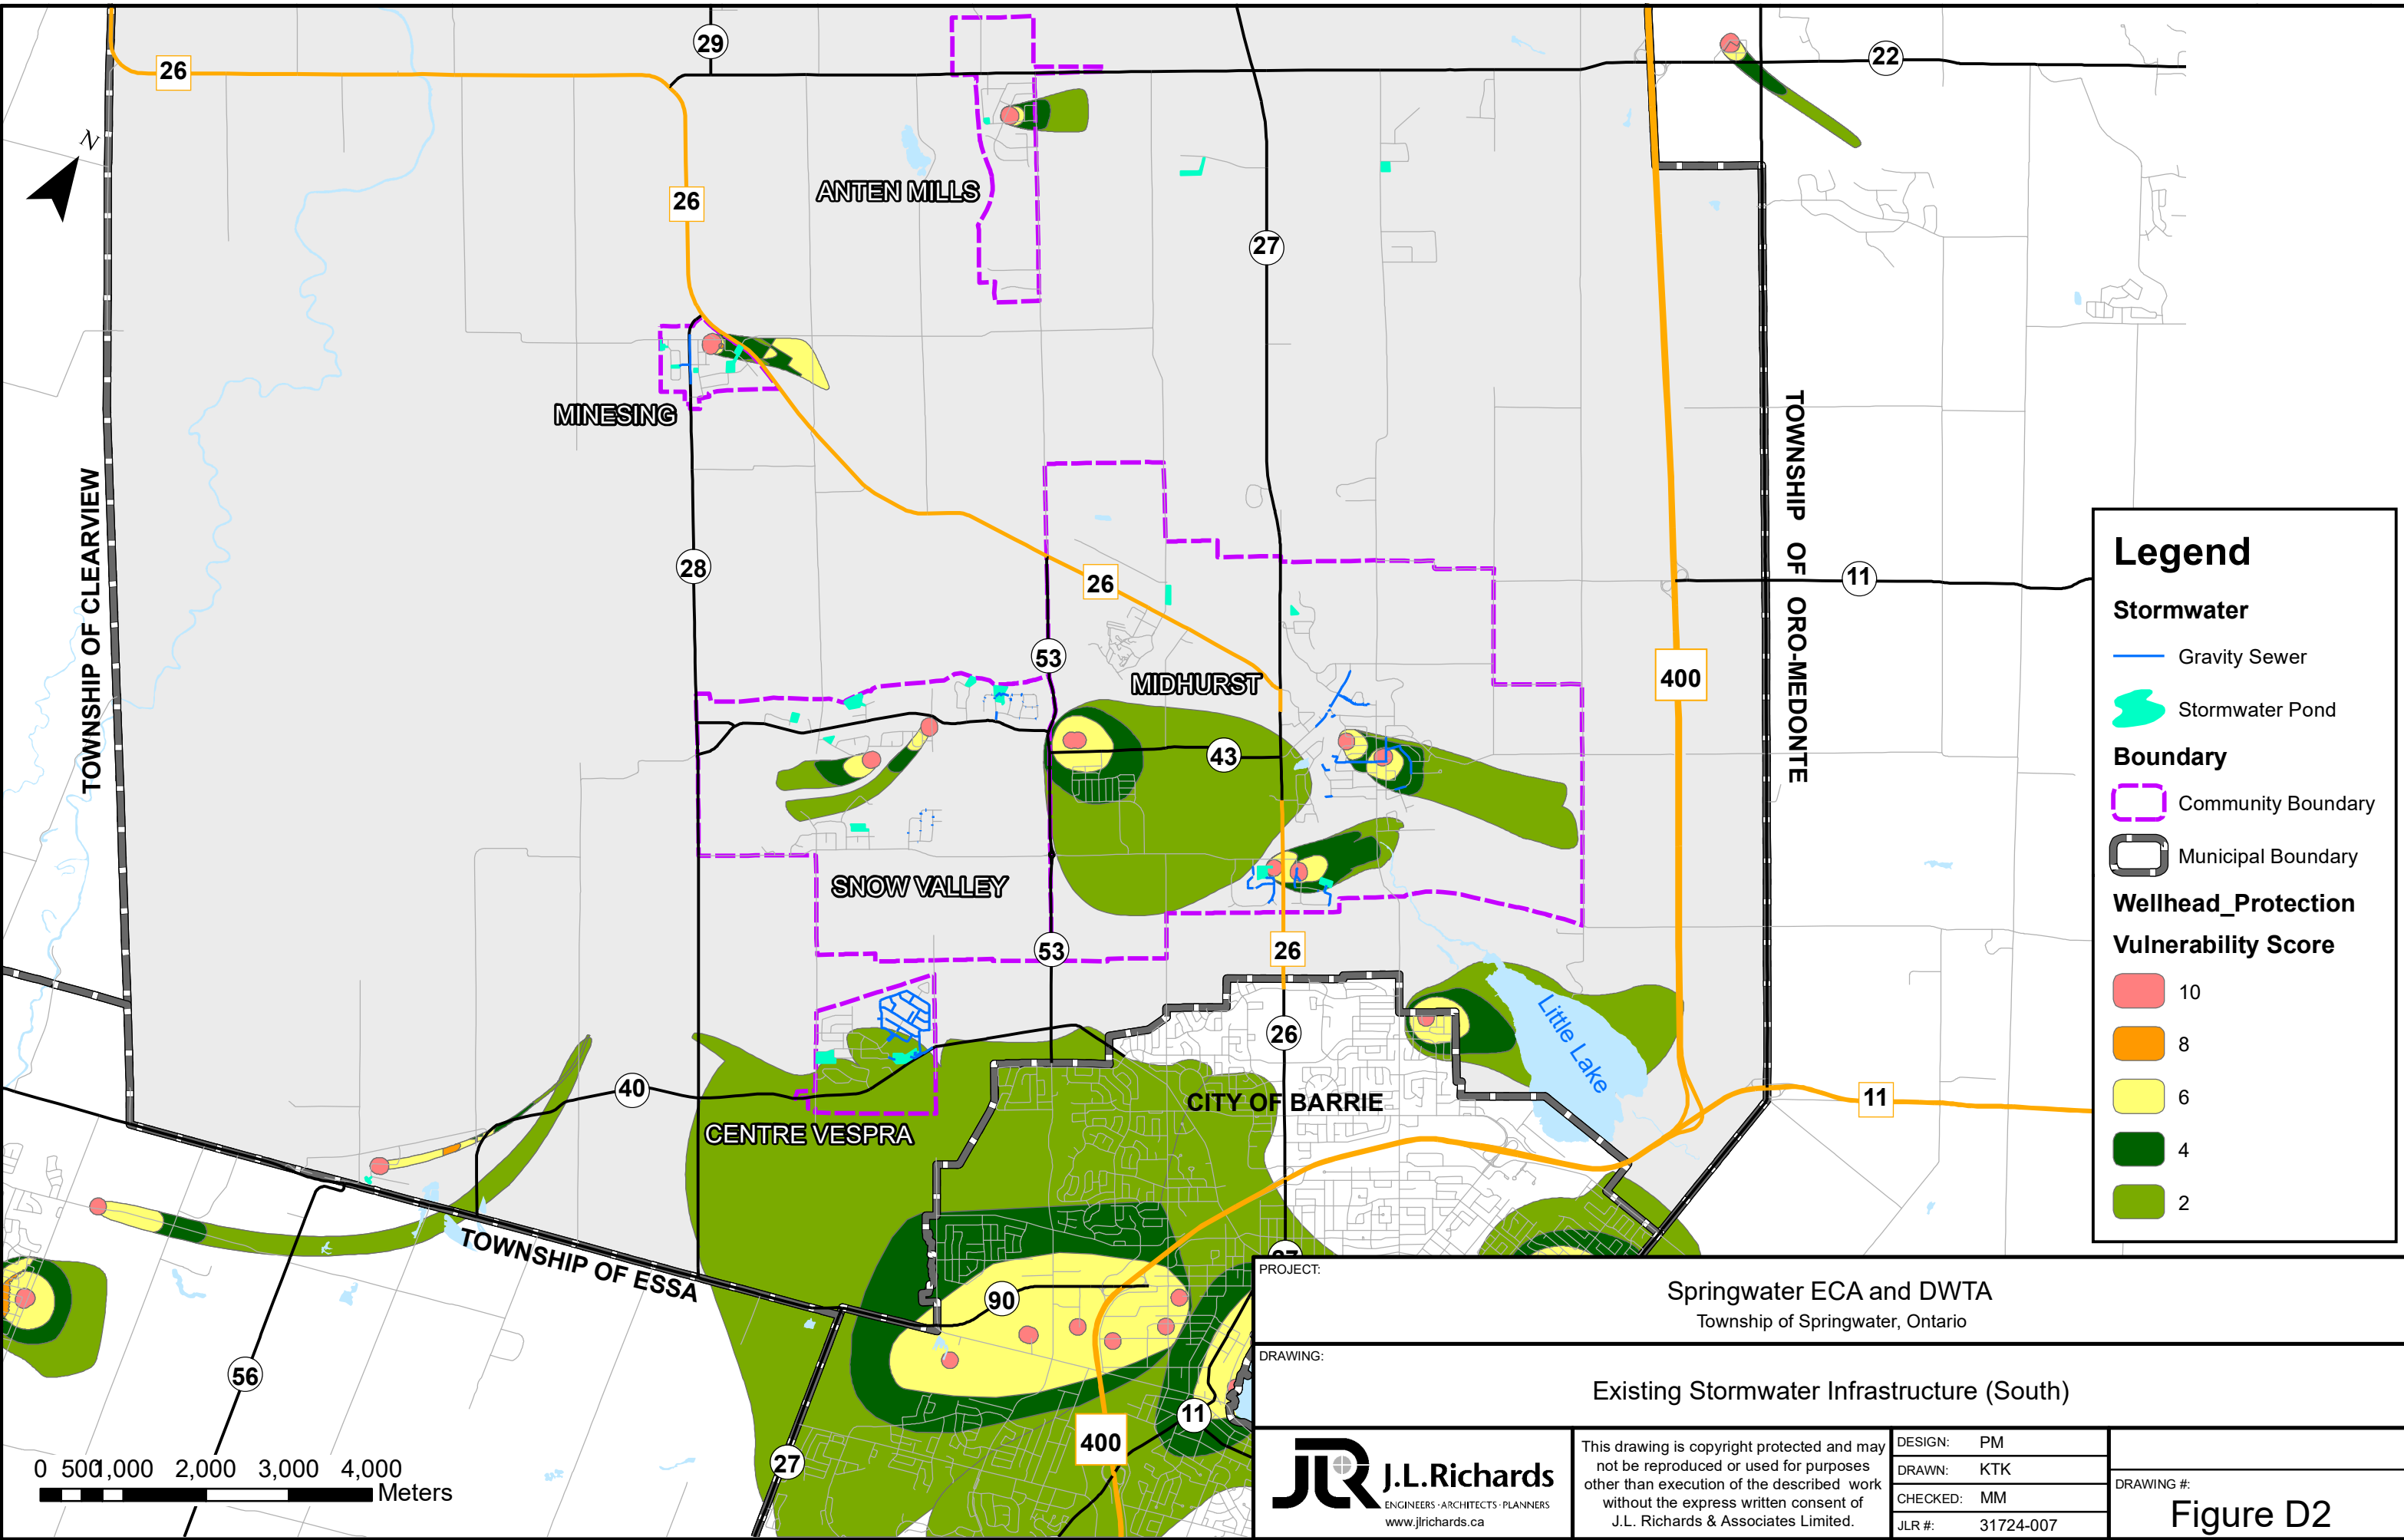 29
22
26
N
26
ANTEN MILLS
27
MINESING
28
26
53
MIDHURST
43
SNOW VALLEY
53
26
400
11
TOWNSHIP OF CLEARVIEW
TOWNSHIP OF ORO-MEDONTE
Little Lake
26
CITY OF BARRIE
11
40
CENTRE VESPRA
TOWNSHIP OF ESSA
90
27
56
11
400
27
0 500 1,000 2,000 3,000 4,000
Meters
Legend
Stormwater
Gravity Sewer
Stormwater Pond
Boundary
Community Boundary
Municipal Boundary
Wellhead_Protection
Vulnerability Score
10
8
6
4
2
PROJECT:
Springwater ECA and DWTA
Township of Springwater, Ontario
DRAWING:
Existing Stormwater Infrastructure (South)
JLR J.L.Richards
ENGINEERS · ARCHITECTS · PLANNERS
www.jlrichards.ca
This drawing is copyright protected and may
not be reproduced or used for purposes
other than execution of the described work
without the express written consent of
J.L. Richards & Associates Limited.
DESIGN: PM
DRAWN: KTK
CHECKED: MM
JLR #: 31724-007
DRAWING #:
Figure D2